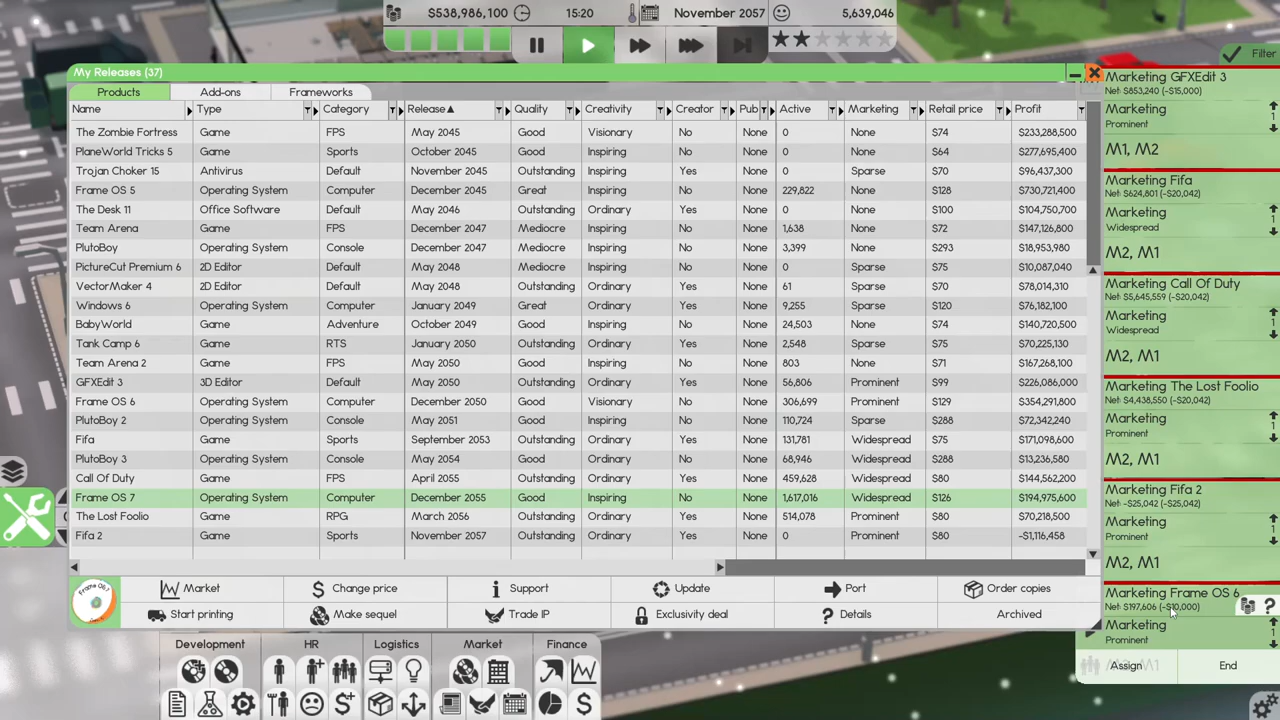 $538,986,100 15:20 November 2057 5,639,046
My Releases (37)
Filter
Products Add-ons Frameworks
Name Type Category Release▲ Quality Creativity Creator Pub Active Marketing Retail price Profit
The Zombie Fortress Game FPS May 2045 Good Visionary No None 0 None $74 $233,288,500
PlaneWorld Tricks 5 Game Sports October 2045 Good Inspiring No None 0 None $64 $277,695,400
Trojan Choker 15 Antivirus Default November 2045 Outstanding Inspiring Yes None 0 Sparse $70 $96,437,300
Frame OS 5 Operating System Computer December 2045 Great Inspiring No None 229,822 None $128 $730,721,400
The Desk 11 Office Software Default May 2046 Outstanding Ordinary Yes None 0 None $100 $104,750,700
Team Arena Game FPS December 2047 Mediocre Inspiring No None 1,638 None $72 $147,126,800
PlutoBoy Operating System Console December 2047 Mediocre Inspiring No None 3,399 None $293 $18,953,980
PictureCut Premium 6 2D Editor Default May 2048 Mediocre Inspiring No None 0 Sparse $75 $10,087,040
VectorMaker 4 2D Editor Default May 2048 Outstanding Ordinary Yes None 61 Sparse $70 $78,014,310
Windows 6 Operating System Computer January 2049 Great Inspiring No None 9,255 Sparse $120 $76,182,100
BabyWorld Game Adventure October 2049 Good Inspiring No None 24,503 None $74 $140,720,500
Tank Camp 6 Game RTS January 2050 Outstanding Ordinary Yes None 2,548 Sparse $75 $70,225,130
Team Arena 2 Game FPS May 2050 Good Inspiring No None 803 None $71 $167,268,100
GFXEdit 3 3D Editor Default May 2050 Outstanding Ordinary Yes None 56,806 Prominent $99 $226,086,000
Frame OS 6 Operating System Computer December 2050 Good Visionary No None 306,699 Prominent $129 $354,291,800
PlutoBoy 2 Operating System Console May 2051 Good Inspiring No None 110,724 Sparse $288 $72,342,240
Fifa Game Sports September 2053 Outstanding Ordinary Yes None 131,781 Widespread $75 $171,098,600
PlutoBoy 3 Operating System Console May 2054 Good Inspiring No None 68,946 Widespread $288 $13,236,580
Call Of Duty Game FPS April 2055 Outstanding Ordinary Yes None 459,628 Widespread $75 $144,562,200
Frame OS 7 Operating System Computer December 2055 Good Inspiring No None 1,617,016 Widespread $126 $194,975,600
The Lost Foolio Game RPG March 2056 Outstanding Ordinary Yes None 514,078 Prominent $80 $70,218,500
Fifa 2 Game Sports November 2057 Outstanding Ordinary Yes None 0 Prominent $80 -$1,116,458
Market $ Change price Support Update Port Order copies
Start printing Make sequel Trade IP Exclusivity deal ? Details Archived
Development HR Logistics Market Finance
Marketing GFXEdit 3
Net: $853,240 (-$15,000)
Marketing
Prominent
1
M1, M2
Marketing Fifa
Net: $624,801 (-$20,042)
Marketing
Widespread
1
M2, M1
Marketing Call Of Duty
Net: $5,645,559 (-$20,042)
Marketing
Widespread
1
M2, M1
Marketing The Lost Foolio
Net: $4,438,550 (-$20,042)
Marketing
Prominent
1
M2, M1
Marketing Fifa 2
Net: -$25,042 (-$25,042)
Marketing
Prominent
1
M2, M1
Marketing Frame OS 6
Net: $197,606 (-$10,000)
?
Marketing
Prominent
1
Assign End